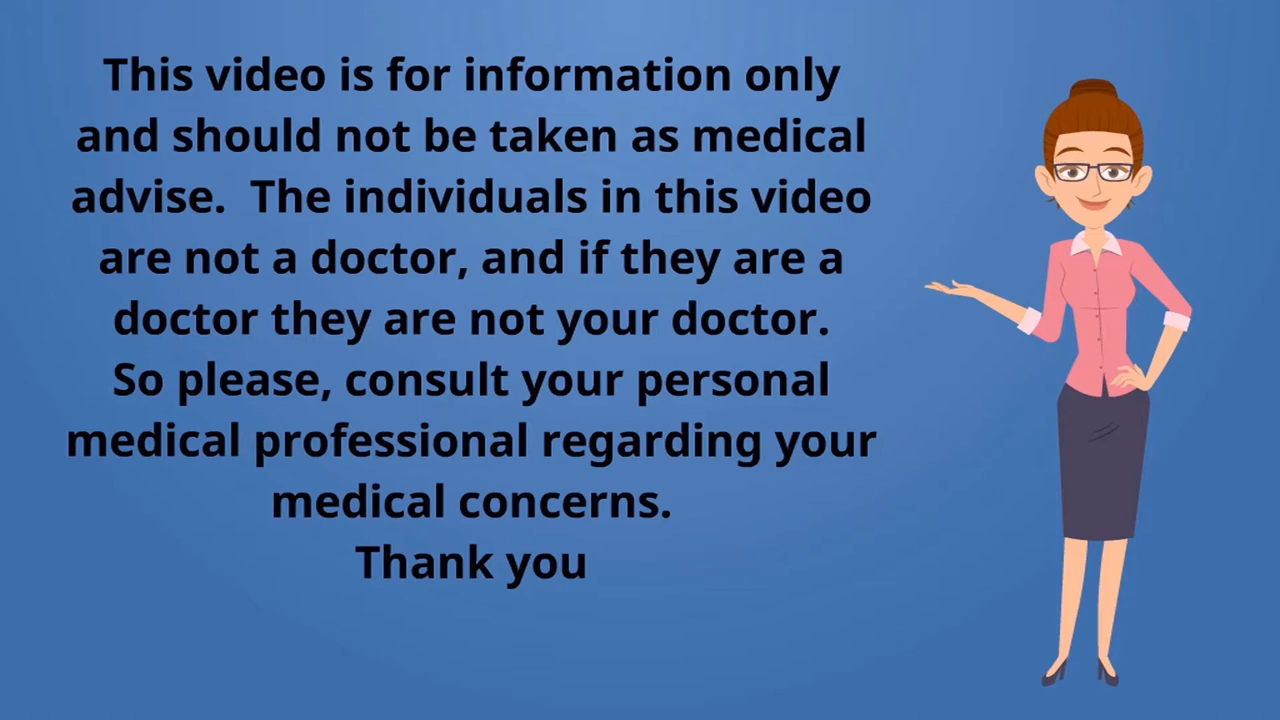 This video is for information only
and should not be taken as medical
advise.  The individuals in this video
are not a doctor, and if they are a
doctor they are not your doctor.
So please, consult your personal
medical professional regarding your
medical concerns.
Thank you